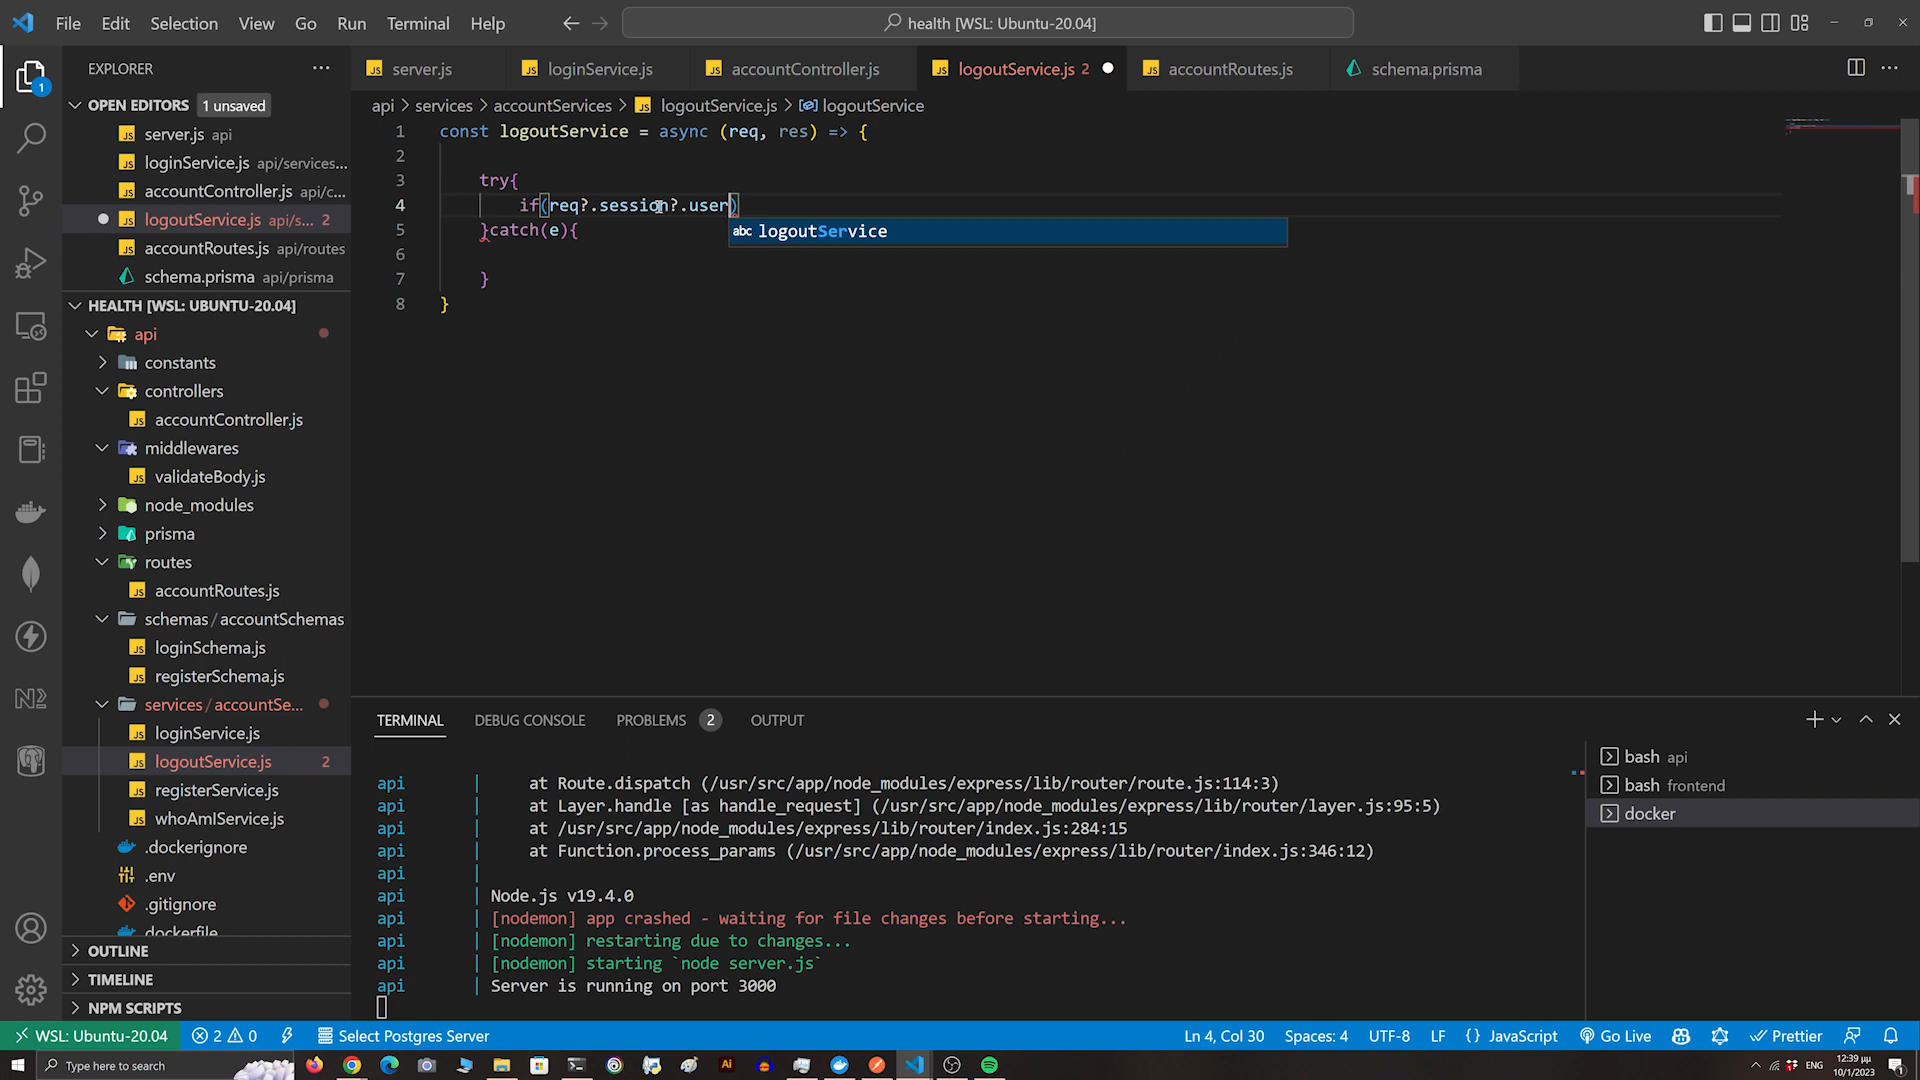 File Edit Selection View Go Run Terminal Help
health [WSL: Ubuntu-20.04]
EXPLORER
server.js
loginService.js
accountController.js
logoutService.js 2
accountRoutes.js
schema.prisma
1
OPEN EDITORS 1 unsaved
server.js api
loginService.js api/services...
accountController.js api/c...
logoutService.js api/s... 2
accountRoutes.js api/routes
schema.prisma api/prisma
HEALTH [WSL: UBUNTU-20.04]
api
constants
controllers
accountController.js
middlewares
validateBody.js
node_modules
prisma
routes
accountRoutes.js
schemas / accountSchemas
loginSchema.js
registerSchema.js
services / accountSe...
loginService.js
logoutService.js 2
registerService.js
whoAmIService.js
.dockerignore
.env
.gitignore
dockerfile
OUTLINE
TIMELINE
NPM SCRIPTS
api > services > accountServices > logoutService.js > logoutService
1 const logoutService = async (req, res) => {
2
3 try{
4 if(req?.session?.user)
5 }catch(e){
6
7 }
8 }
abc logoutService
TERMINAL DEBUG CONSOLE PROBLEMS 2 OUTPUT
api | at Route.dispatch (/usr/src/app/node_modules/express/lib/router/route.js:114:3)
api | at Layer.handle [as handle_request] (/usr/src/app/node_modules/express/lib/router/layer.js:95:5)
api | at /usr/src/app/node_modules/express/lib/router/index.js:284:15
api | at Function.process_params (/usr/src/app/node_modules/express/lib/router/index.js:346:12)
api |
api | Node.js v19.4.0
api | [nodemon] app crashed - waiting for file changes before starting...
api | [nodemon] restarting due to changes...
api | [nodemon] starting `node server.js`
api | Server is running on port 3000
bash api
bash frontend
docker
WSL: Ubuntu-20.04 2 0 Select Postgres Server Ln 4, Col 30 Spaces: 4 UTF-8 LF {} JavaScript Go Live Prettier
Type here to search
Ai
ENG
12:39 μμ
10/1/2023
1